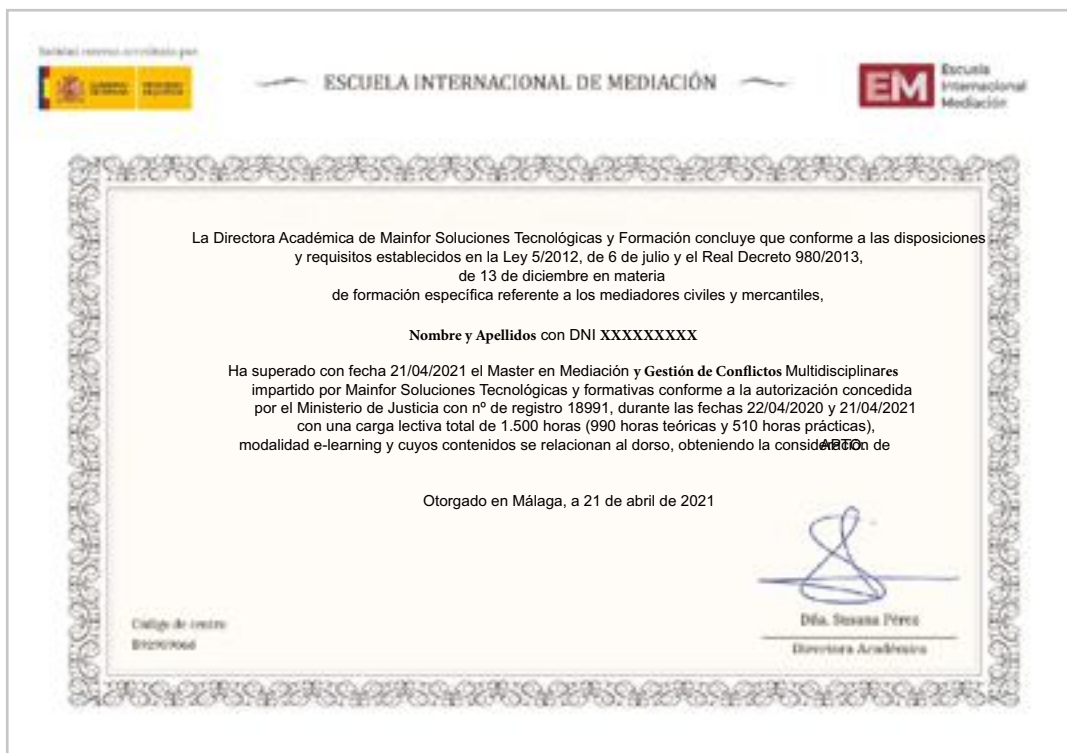 ESCUELA INTERNACIONAL DE MEDIACIÓN
EM
Escuela
Internacional
Mediación
La Directora Académica de Mainfor Soluciones Tecnológicas y Formación concluye que conforme a las disposiciones
y requisitos establecidos en la Ley 5/2012, de 6 de julio y el Real Decreto 980/2013,
de 13 de diciembre en materia
de formación específica referente a los mediadores civiles y mercantiles,
Nombre y Apellidos con DNI XXXXXXXXX
Ha superado con fecha 21/04/2021 el Master en Mediación y Gestión de Conflictos Multidisciplinares
impartido por Mainfor Soluciones Tecnológicas y formativas conforme a la autorización concedida
por el Ministerio de Justicia con nº de registro 18991, durante las fechas 22/04/2020 y 21/04/2021
con una carga lectiva total de 1.500 horas (990 horas teóricas y 510 horas prácticas),
modalidad e-learning y cuyos contenidos se relacionan al dorso, obteniendo la consideración de
APTO.
Otorgado en Málaga, a 21 de abril de 2021
Código de centro
Dña. Susana Pérez
Directora Académica